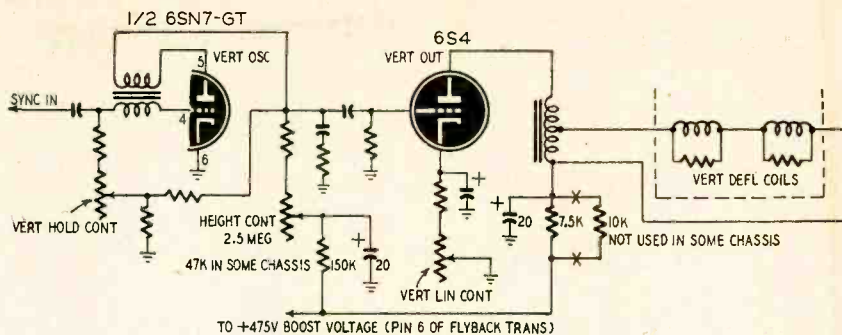 1/2 6SN7-GT
6S4
VERT OSC
VERT OUT
5
4
6
SYNC IN
VERT DEFL COILS
VERT HOLD CONT
HEIGHT CONT
2.5 MEG
47K IN SOME CHASSIS
150K
+
20
+
VERT LIN CONT
+
20
7.5K
10K
NOT USED IN SOME CHASSIS
TO +475V BOOST VOLTAGE (PIN 6 OF FLYBACK TRANS)